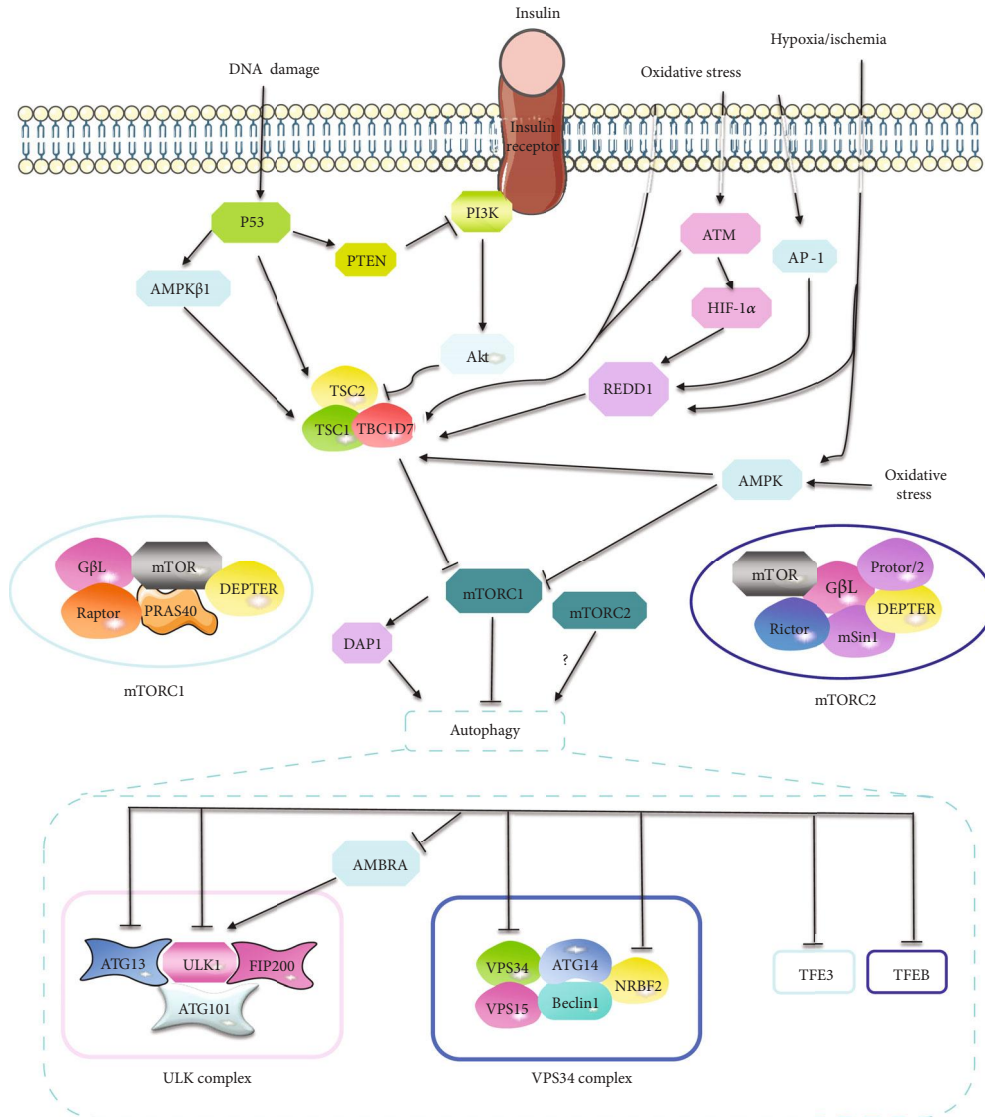 Insulin
Hypoxia/ischemia
DNA damage
Oxidative stress
Insulin
receptor
P53
PI3K
PTEN
ATM
AP-1
AMPKβ1
HIF-1α
Akt
TSC2
REDD1
TSC1
TBC1D7
AMPK
Oxidative
stress
GβL
mTOR
DEPTER
Raptor
PRAS40
mTORC1
mTORC1
mTORC2
DAP1
?
mTOR
Protor/2
GβL
DEPTER
Rictor
mSin1
mTORC2
Autophagy
AMBRA
ATG13
ULK1
FIP200
ATG101
ULK complex
VPS34
ATG14
NRBF2
VPS15
Beclin1
VPS34 complex
TFE3
TFEB